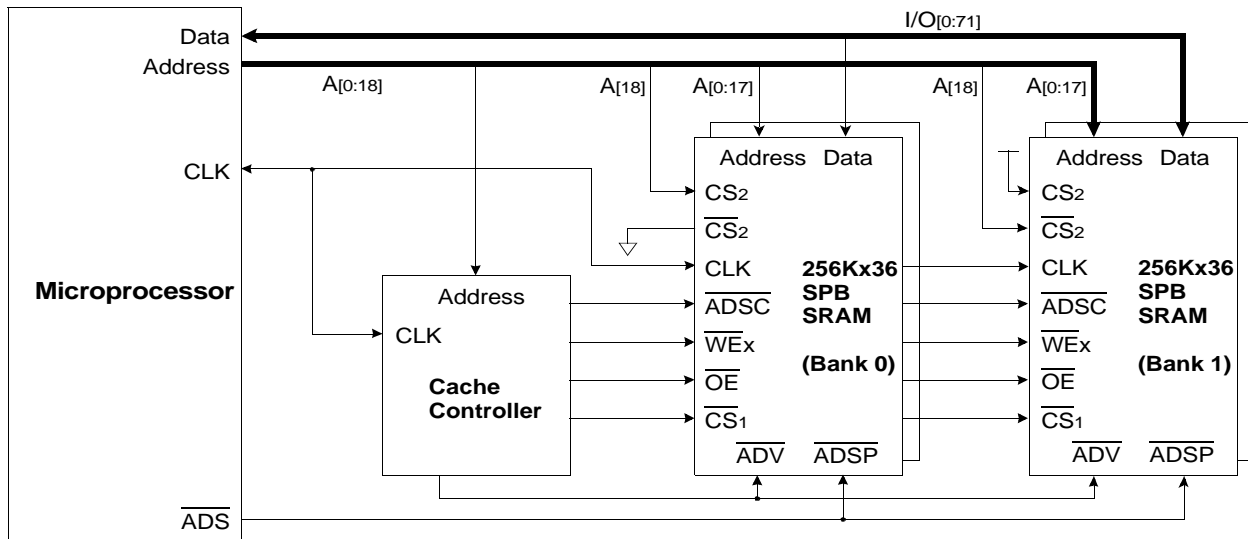 I/O[0:71]
Data
Address
A[0:18]
A[18]
A[0:17]
A[18]
A[0:17]
CLK
Microprocessor
ADS
Address
CLK
Cache
Controller
Address Data
CS2
CS2
CLK
ADSC
WEx
OE
CS1
ADV ADSP
256Kx36
SPB
SRAM
(Bank 0)
Address Data
CS2
CS2
CLK
ADSC
WEx
OE
CS1
ADV ADSP
256Kx36
SPB
SRAM
(Bank 1)